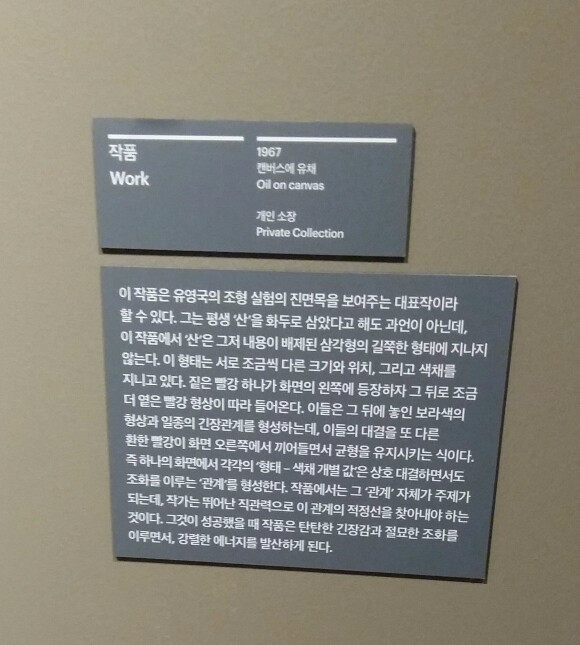 작품
Work
1967
캔버스에 유채
Oil on canvas
개인 소장
Private Collection
이 작품은 유영국의 조형 실험의 진면목을 보여주는 대표작이라
할 수 있다. 그는 평생 '산'을 화두로 삼았다고 해도 과언이 아닌데,
이 작품에서 '산'은 그저 내용이 배제된 삼각형의 길쭉한 형태에 지나지
않는다. 이 형태는 서로 조금씩 다른 크기와 위치, 그리고 색채를
지니고 있다. 짙은 빨강 하나가 화면의 왼쪽에 등장하자 그 뒤로 조금
더 옅은 빨강 형상이 따라 들어온다. 이들은 그 뒤에 놓인 보라색의
형상과 일종의 긴장관계를 형성하는데, 이들의 대결을 또 다른
환한 빨강이 화면 오른쪽에서 끼어들면서 균형을 유지시키는 식이다.
즉 하나의 화면에서 각각의 '형태 – 색채 개별 값'은 상호 대결하면서도
조화를 이루는 '관계'를 형성한다. 작품에서는 그 '관계' 자체가 주제가
되는데, 작가는 뛰어난 직관력으로 이 관계의 적정선을 찾아내야 하는
것이다. 그것이 성공했을 때 작품은 탄탄한 긴장감과 절묘한 조화를
이루면서, 강렬한 에너지를 발산하게 된다.